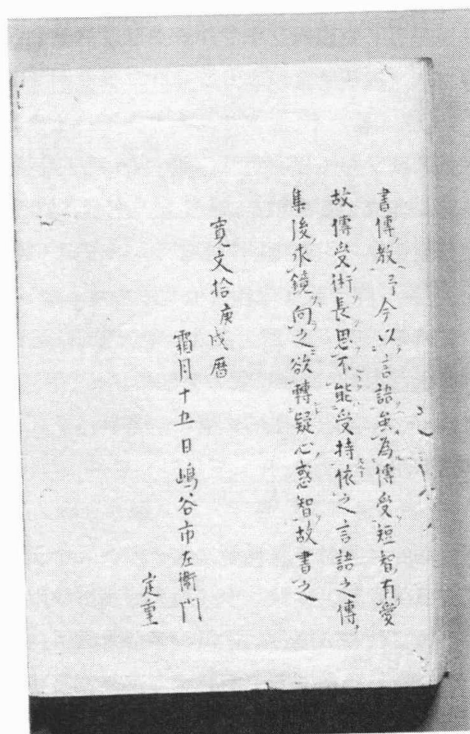 書傳教予今以言語矣為傳受短智有愛
故傳受術長思不能受持依之言語之傳
集後求鏡向之欲轉疑心惑智故書之
寛文拾庚戌暦
霜月十五日嶋谷市左衛門
定重